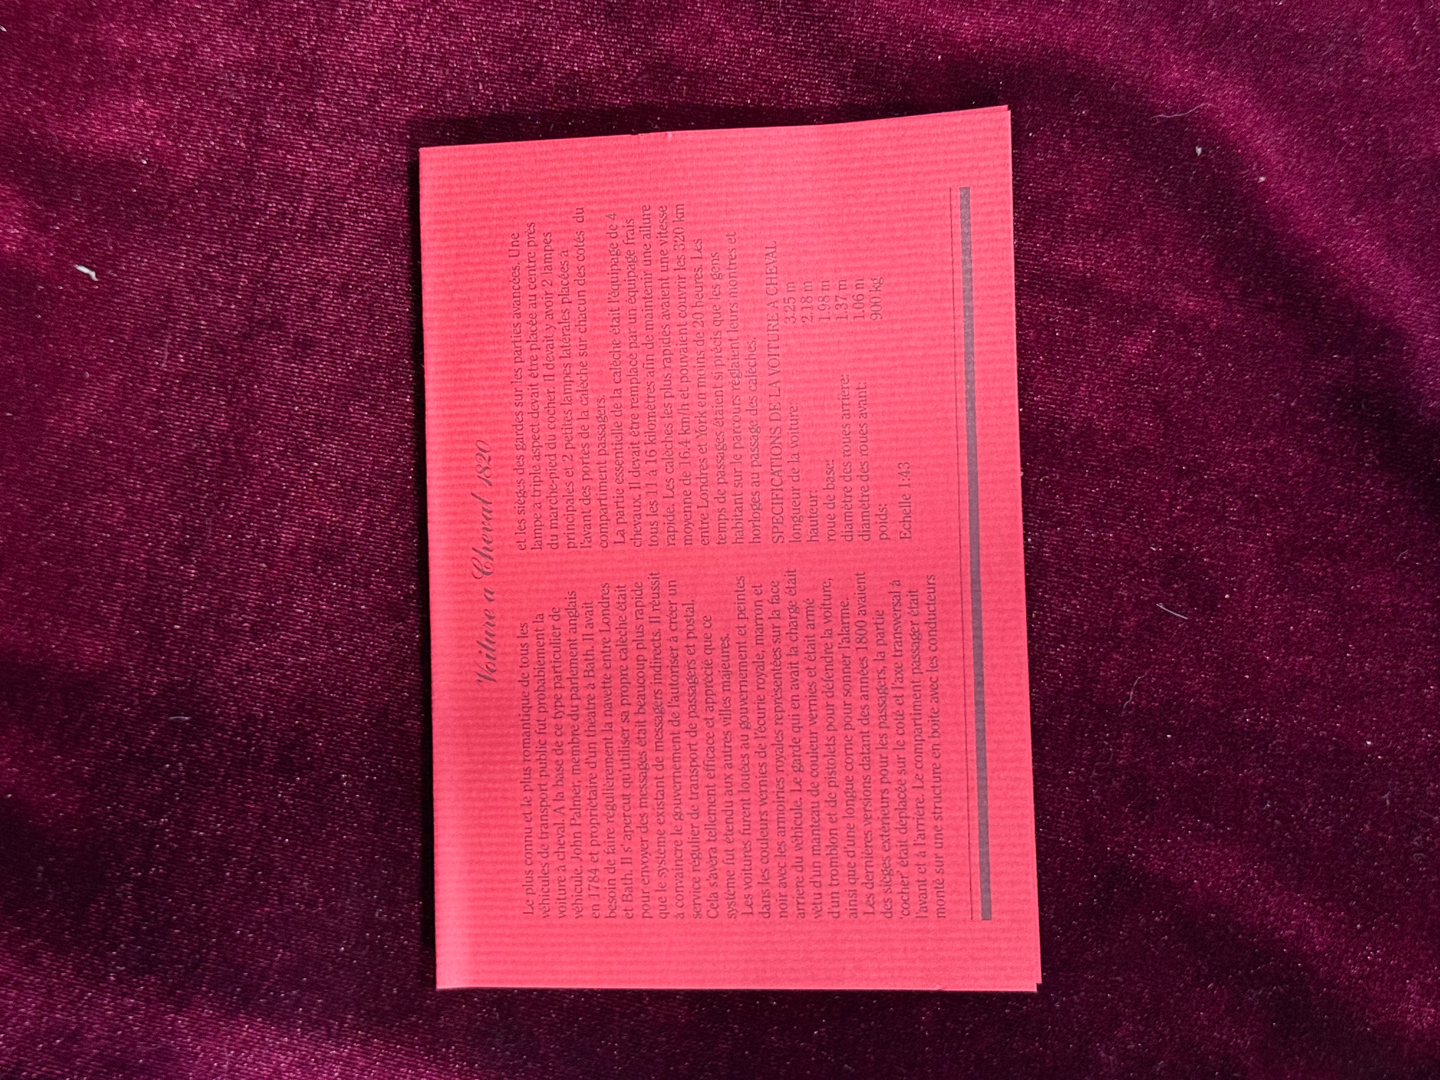 Voiture a Cheval 1820
Le plus connu et le plus romantique de tous les
véhicules de transport public fut probablement la
voiture à cheval. A la base de ce type particulier de
véhicule, John Palmer, membre du parlement anglais
en 1784 et propriétaire d'un théâtre à Bath. Il avait
besoin de faire régulièrement la navette entre Londres
et Bath. Il s'aperçut qu'utiliser sa propre calèche était
pour envoyer des messages était beaucoup plus rapide
que le système existant de messagers indirects. Il réussit
à convaincre le gouvernement de l'autoriser à créer un
service régulier de transport de passagers et postal.
Cela s'avéra tellement efficace et apprécié que ce
système fut étendu aux autres villes majeures.
Les voitures furent louées au gouvernement et peintes
dans les couleurs vernies de l'écurie royale, marron et
noir avec les armoiries royales représentées sur la face
arrière du véhicule. Le garde qui en avait la charge était
vêtu d'un manteau de couleur vernies et était armé
d'un tromblon et de pistolets pour défendre la voiture;
ainsi que d'une longue corne pour sonner l'alarme.
Les dernières versions datant des années 1800 avaient
des sièges extérieurs pour les passagers, la partie
'cocher' était déplacée sur le coté et l'axe transversal à
l'avant et à l'arrière. Le compartiment passager était
monté sur une structure en boite avec les conducteurs
et les sièges des gardes sur les parties avancées. Une
lampe à triple aspect devait être placée au centre près
du marche-pied du cocher. Il devait y avoir 2 lampes
principales et 2 petites lampes latérales placées à
l'avant des portes de la calèche sur chacun des cotés du
compartiment passagers.
La partie essentielle de la calèche était l'équipage de 4
chevaux. Il devait être remplacé par un équipage frais
tous les 11 à 16 kilomètres afin de maintenir une allure
rapide. Les calèches les plus rapides avaient une vitesse
moyenne de 16.4 km/h et pouvaient couvrir les 320 km
entre Londres et York en moins de 20 heures. Les
temps de passages étaient si précis que les gens
habitant sur le parcours réglaient leurs montres et
horloges au passage des calèches.
SPECIFICATIONS DE LA VOITURE A CHEVAL
longueur de la voiture 3.25 m
hauteur: 2.18 m
roue de base: 1.98 m
diamètre des roues arrière: 1.37 m
diamètre des roues avant: 1.06 m
poids: 900 kg
Echelle 1:43